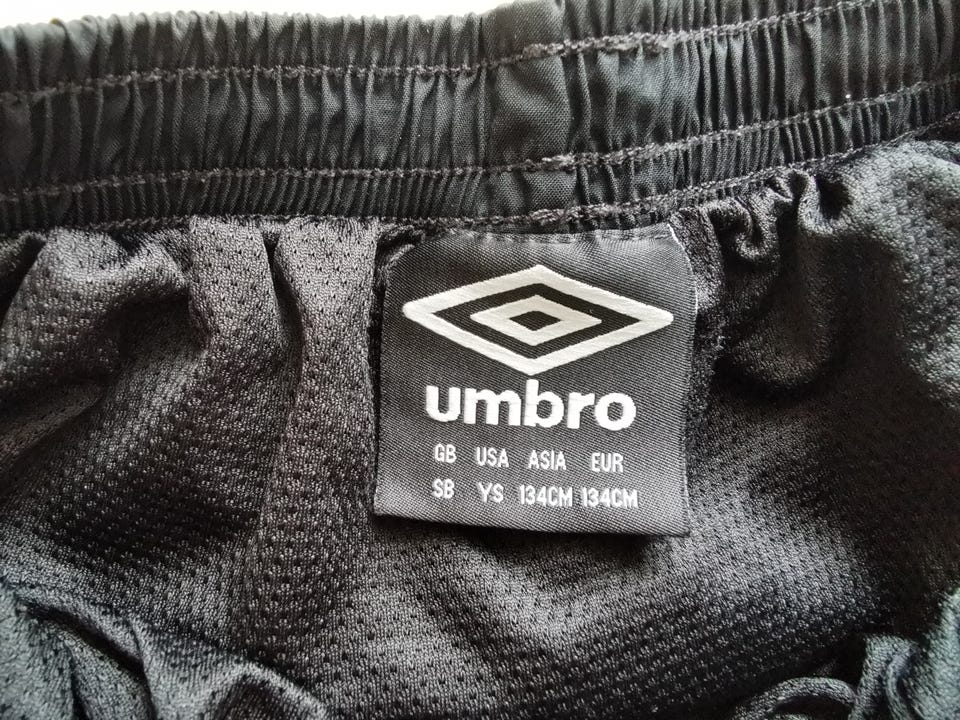 umbro
GB USA ASIA EUR
SB YS 134CM 134CM